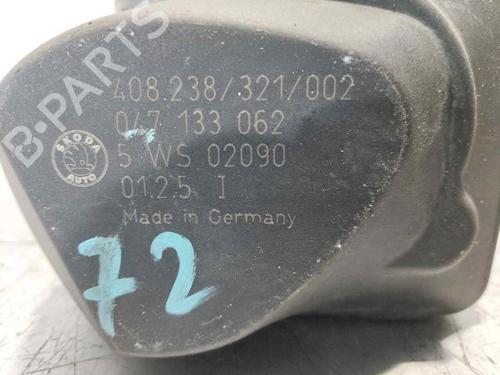 B-PARTS
408.238/321/002
047 133 062
5 WS 02090
01.2.5 I
Made in Germany
ŠKODA
AUTO
72